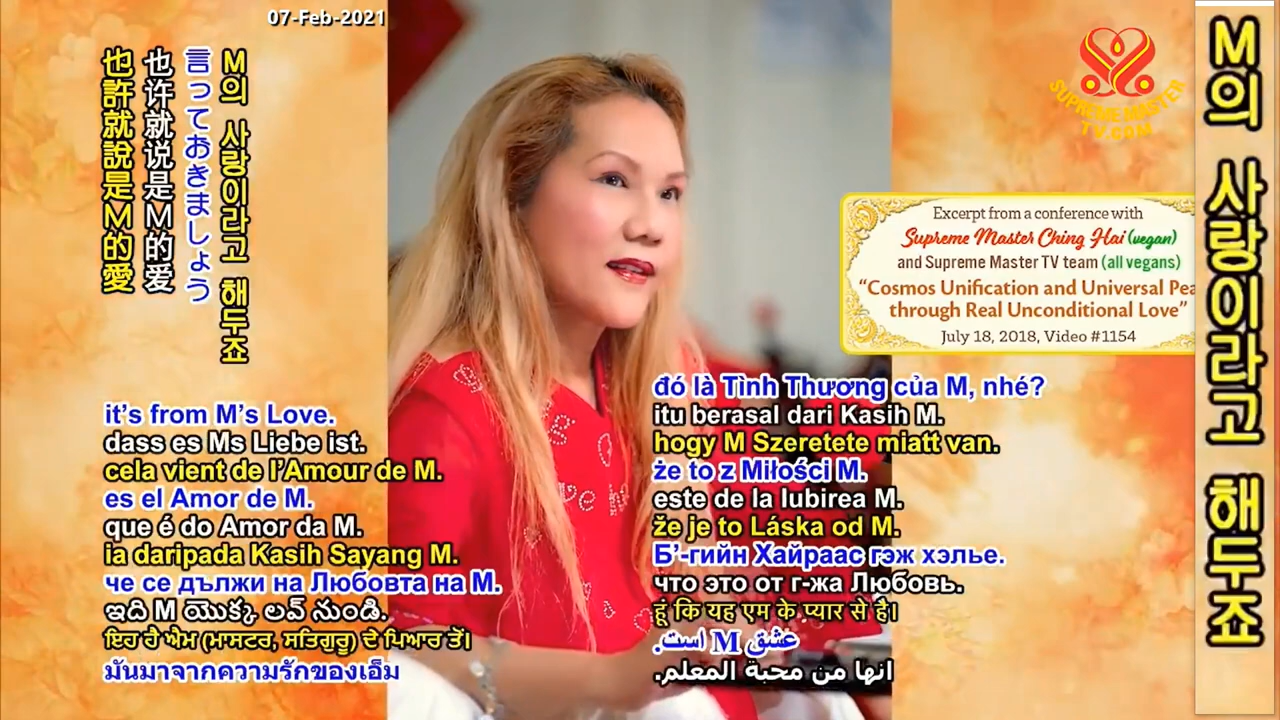 07-Feb-2021
M의 사랑이라고 해두죠
言っておきましょう
也许就说是M的爱
也許就說是M的愛
SUPREME MASTER
TV.COM
Excerpt from a conference with
Supreme Master Ching Hai (vegan)
and Supreme Master TV team (all vegans)
“Cosmos Unification and Universal Pea
through Real Unconditional Love”
July 18, 2018, Video #1154
it’s from M’s Love.
dass es Ms Liebe ist.
cela vient de l’Amour de M.
es el Amor de M.
que é do Amor da M.
ia daripada Kasih Sayang M.
че се дължи на Любовта на М.
ఇది M యొక్క లవ్ నుండి.
ਇਹ ਹੈ ਐਮ (ਮਾਸਟਰ, ਸਤਿਗੁਰੂ) ਦੇ ਪਿਆਰ ਤੋਂ।
มันมาจากความรักของเอ็ม
đó là Tình Thương của M, nhé?
itu berasal dari Kasih M.
hogy M Szeretete miatt van.
że to z Miłości M.
este de la Iubirea M.
že je to Láska od M.
Б’-гийн Хайраас гэж хэлье.
что это от г-жа Любовь.
हूं कि यह एम के प्यार से है।
عشق M است.
انها من محبة المعلم.
M의 사랑이라고 해두죠